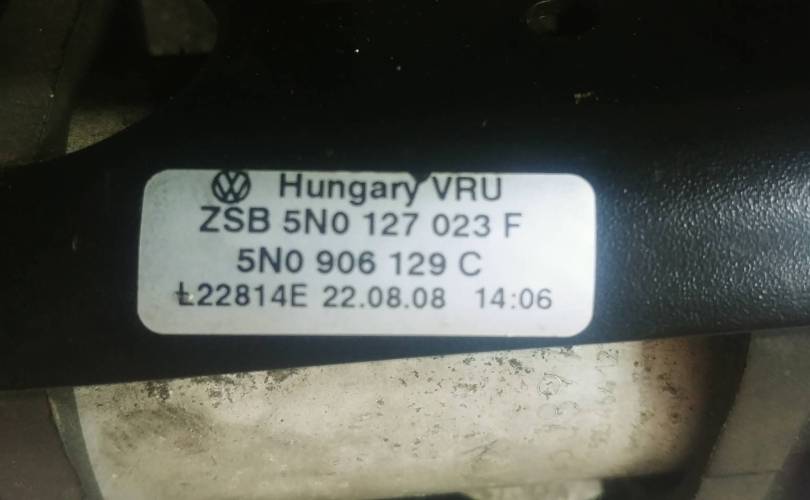 Hungary VRU
ZSB 5N0 127 023 F
5N0 906 129 C
Ł22814E 22.08.08 14:06